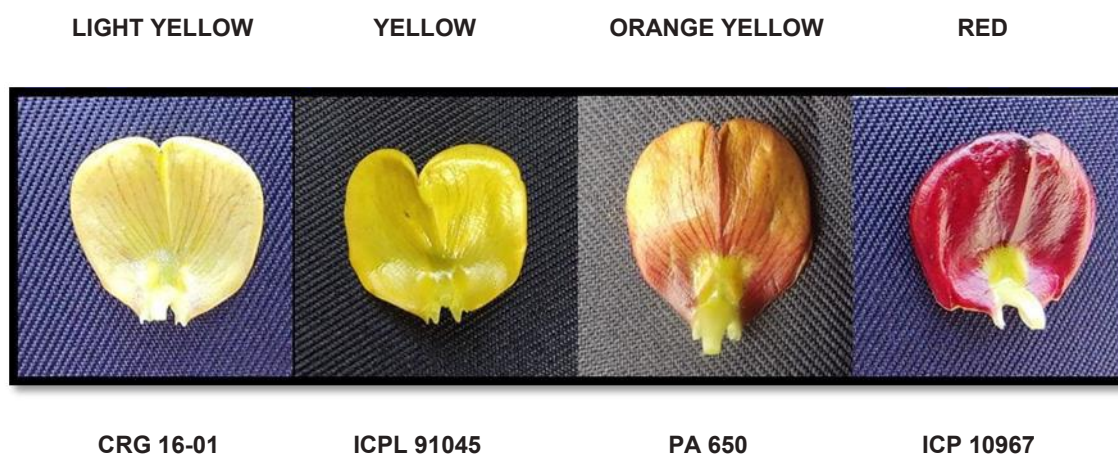 LIGHT YELLOW YELLOW ORANGE YELLOW RED
CRG 16-01 ICPL 91045 PA 650 ICP 10967